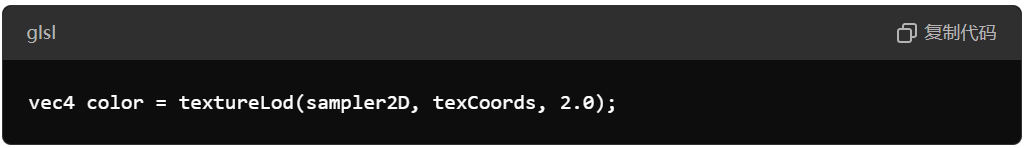 glsl
复制代码
vec4 color = textureLod(sampler2D, texCoords, 2.0);